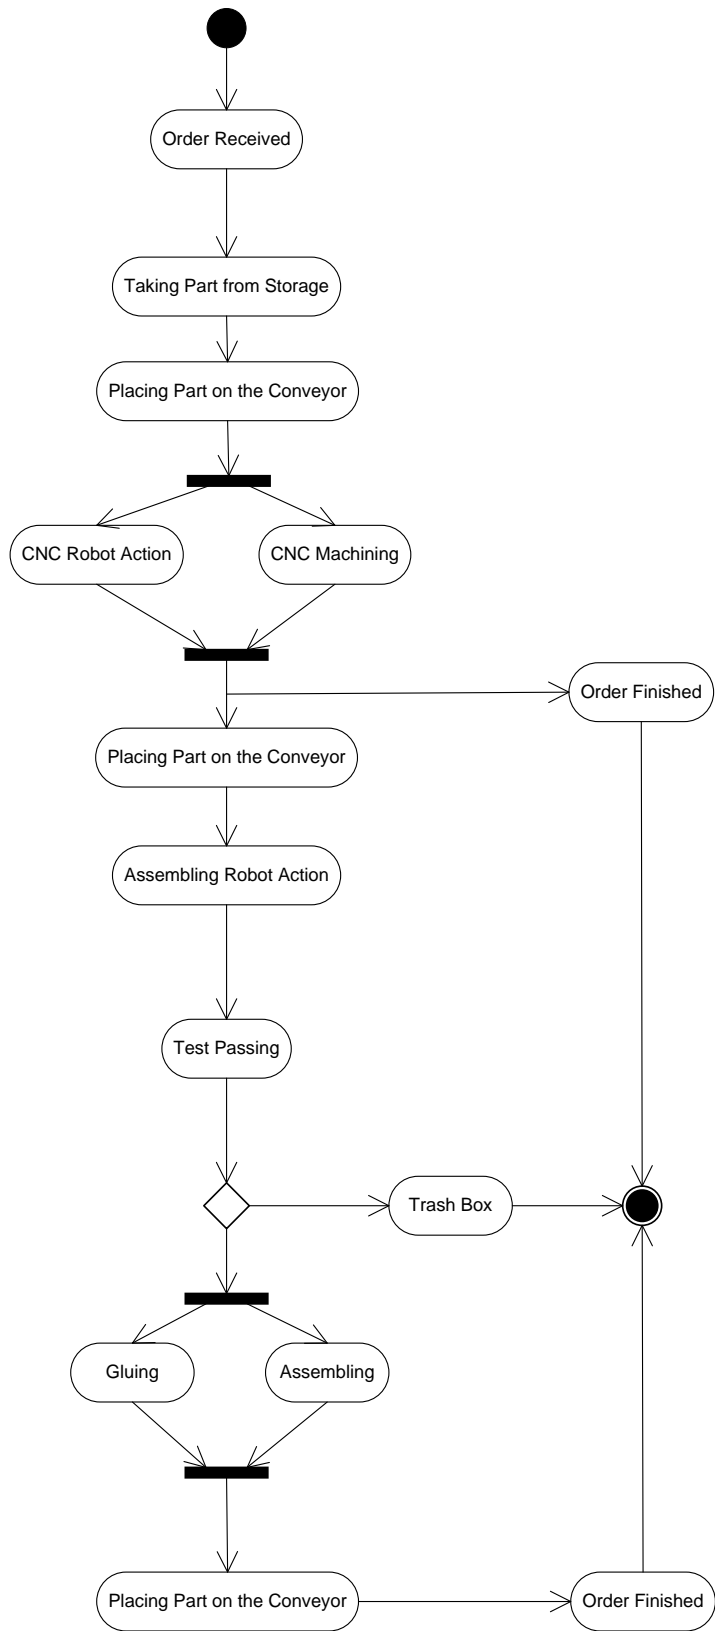 Order Received
Taking Part from Storage
Placing Part on the Conveyor
CNC Robot Action
CNC Machining
Order Finished
Placing Part on the Conveyor
Assembling Robot Action
Test Passing
Trash Box
Gluing
Assembling
Placing Part on the Conveyor
Order Finished